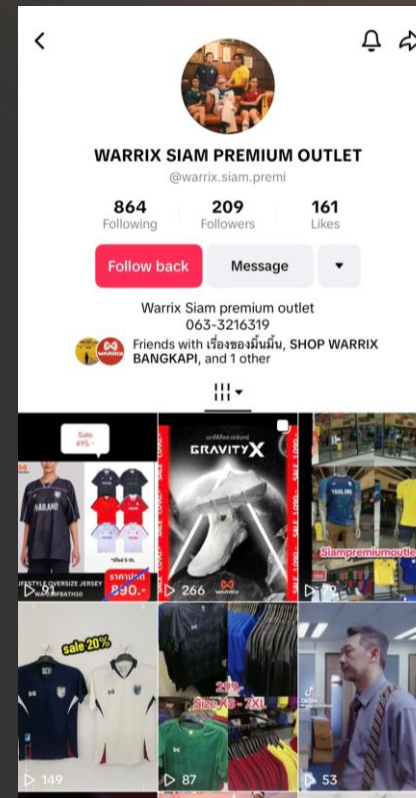 WARRIX SIAM PREMIUM OUTLET
@warrix.siam.premi
864
Following
209
Followers
161
Likes
Follow back
Message
Warrix Siam premium outlet
063-3216319
Friends with เรื่องของมิ้นมิ้น, SHOP WARRIX
BANGKAPI, and 1 other
Sale
495.-
THAILAND
ราคาปกติ
890.-
91
GRAVITYX
WARRIX
266
THAILAND
Siampremiumoutle
sale 20%
149
299.-
Size XS - 7XL
87
53